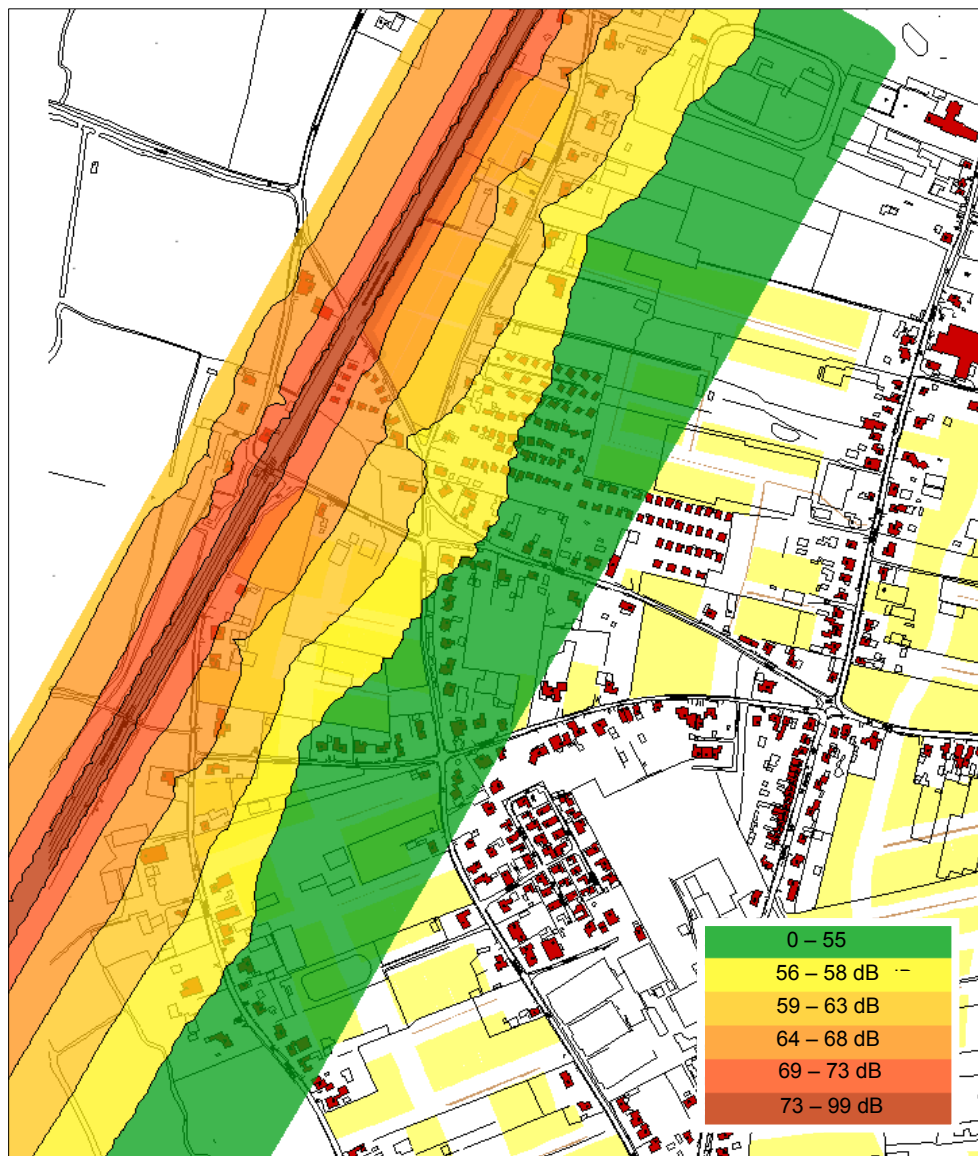 0 – 55
56 – 58 dB
59 – 63 dB
64 – 68 dB
69 – 73 dB
73 – 99 dB